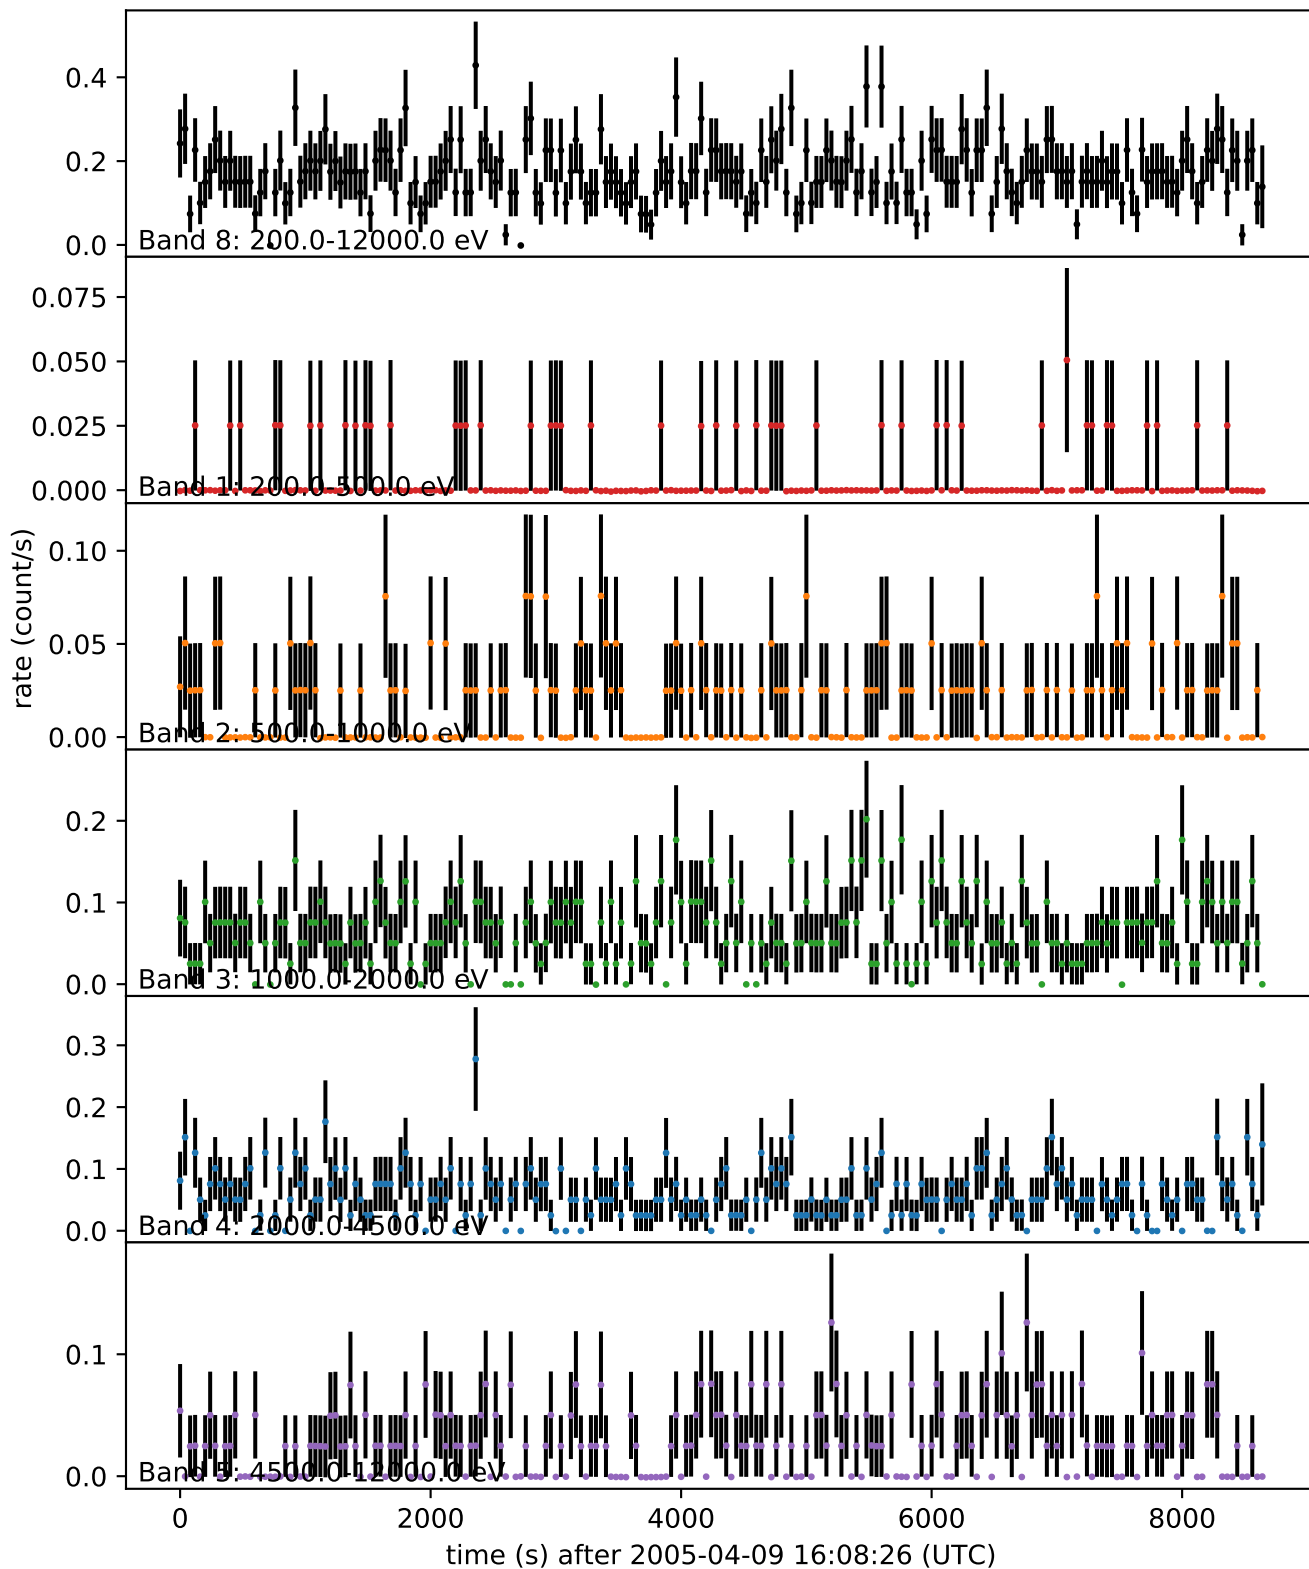 0.4
0.2
0.0
Band 8: 200.0-12000.0 eV
0.075
0.050
0.025
0.000
Band 1: 200.0-500.0 eV
rate (count/s)
0.10
0.05
0.00
Band 2: 500.0-1000.0 eV
0.2
0.1
0.0
Band 3: 1000.0-2000.0 eV
0.3
0.2
0.1
0.0
Band 4: 2000.0-4500.0 eV
0.1
0.0
Band 5: 4500.0-12000.0 eV
0 2000 4000 6000 8000
time (s) after 2005-04-09 16:08:26 (UTC)